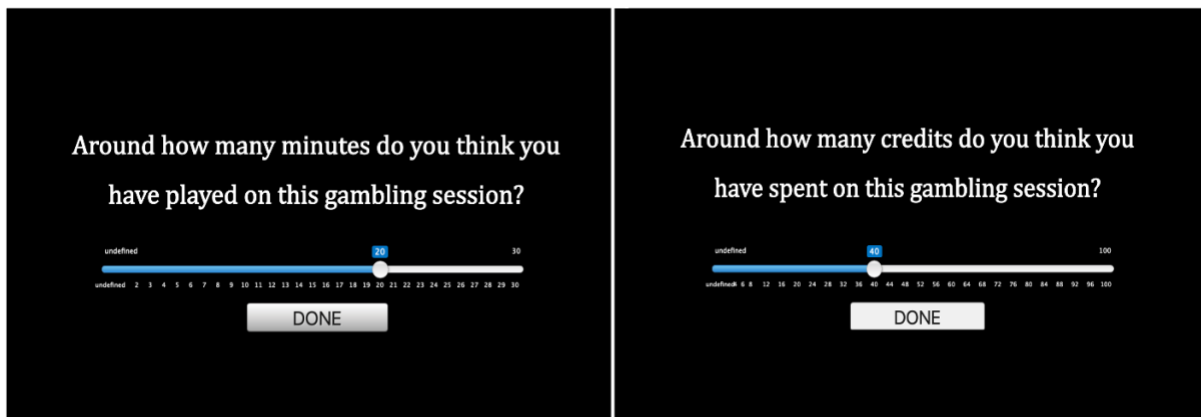 Around how many minutes do you think you
have played on this gambling session?
undefined 30
20
undefined 2 3 4 5 6 7 8 9 10 11 12 13 14 15 16 17 18 19 20 21 22 23 24 25 26 27 28 29 30
DONE
Around how many credits do you think you
have spent on this gambling session?
undefined 100
40
undefined 6 8 12 16 20 24 28 32 36 40 44 48 52 56 60 64 68 72 76 80 84 88 92 96 100
DONE